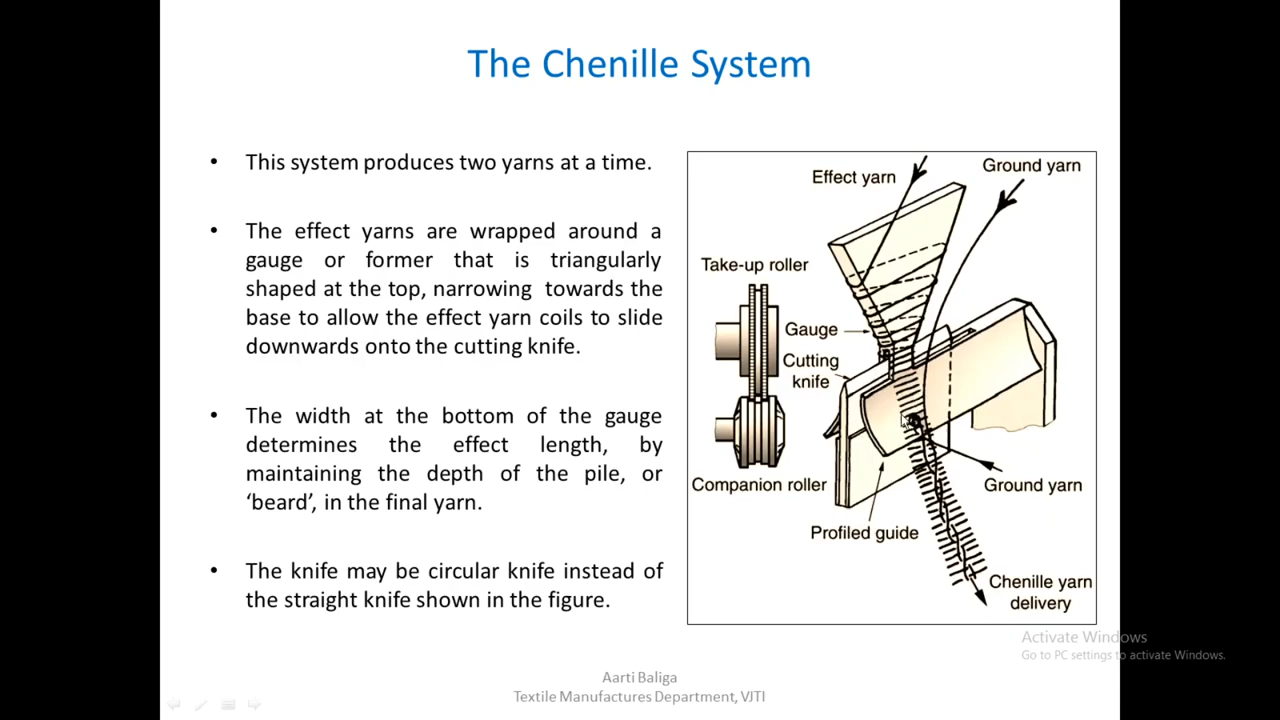 The Chenille System
• This system produces two yarns at a time.
• The effect yarns are wrapped around a
gauge or former that is triangularly
shaped at the top, narrowing towards the
base to allow the effect yarn coils to slide
downwards onto the cutting knife.
• The width at the bottom of the gauge
determines the effect length, by
maintaining the depth of the pile, or
‘beard’, in the final yarn.
• The knife may be circular knife instead of
the straight knife shown in the figure.
Effect yarn
Ground yarn
Take-up roller
Gauge
Cutting
knife
Companion roller
Ground yarn
Profiled guide
Chenille yarn
delivery
Activate Windows
Go to PC settings to activate Windows.
Aarti Baliga
Textile Manufactures Department, VJTI